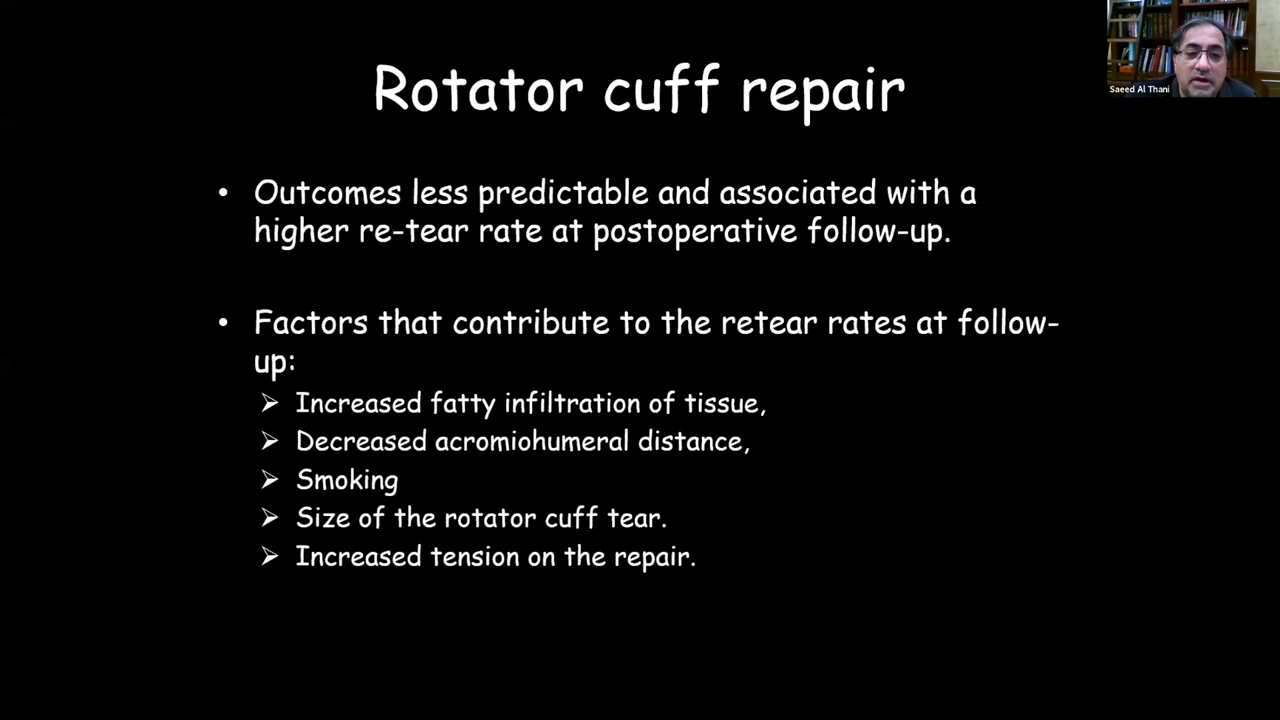 Rotator cuff repair
Saeed Al Thani
• Outcomes less predictable and associated with a
higher re-tear rate at postoperative follow-up.
• Factors that contribute to the retear rates at follow-
up:
➢ Increased fatty infiltration of tissue,
➢ Decreased acromiohumeral distance,
➢ Smoking
➢ Size of the rotator cuff tear.
➢ Increased tension on the repair.